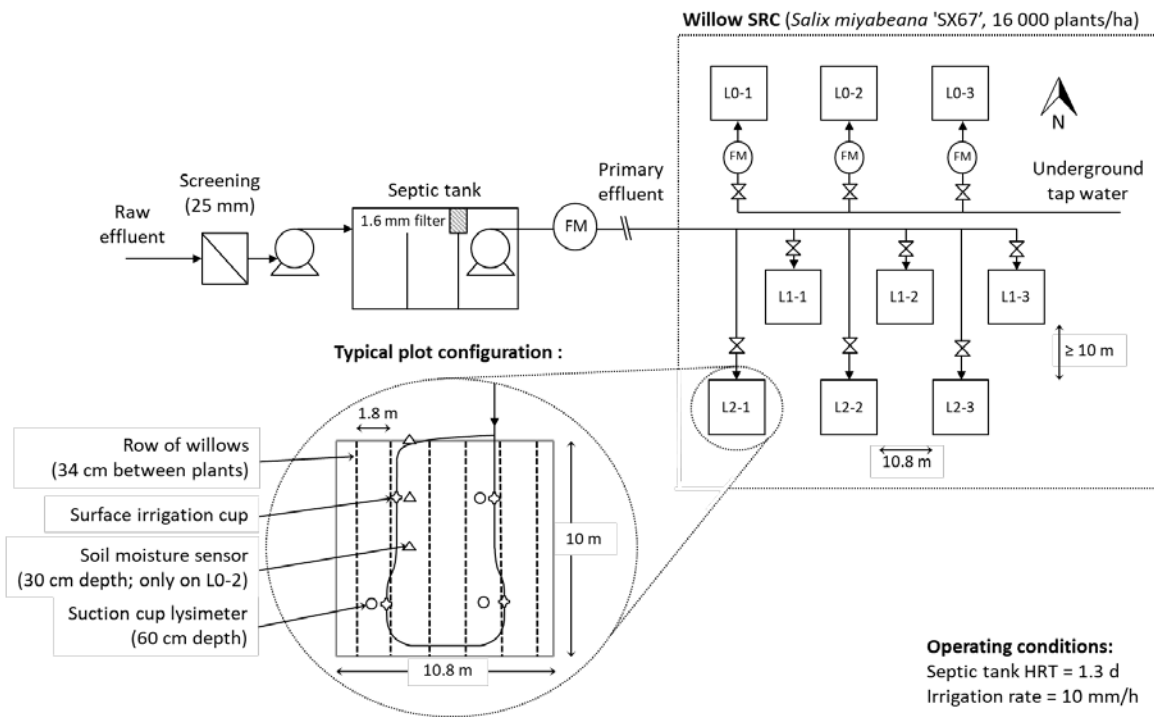 Willow SRC (Salix miyabeana 'SX67', 16 000 plants/ha)
L0-1
L0-2
L0-3
N
FM
FM
FM
Underground
tap water
Screening
(25 mm)
Septic tank
Primary
effluent
Raw
effluent
1.6 mm filter
FM
L1-1
L1-2
L1-3
≥ 10 m
L2-1
L2-2
L2-3
10.8 m
Typical plot configuration :
1.8 m
Row of willows
(34 cm between plants)
Surface irrigation cup
Soil moisture sensor
(30 cm depth; only on L0-2)
Suction cup lysimeter
(60 cm depth)
10 m
10.8 m
Operating conditions:
Septic tank HRT = 1.3 d
Irrigation rate = 10 mm/h